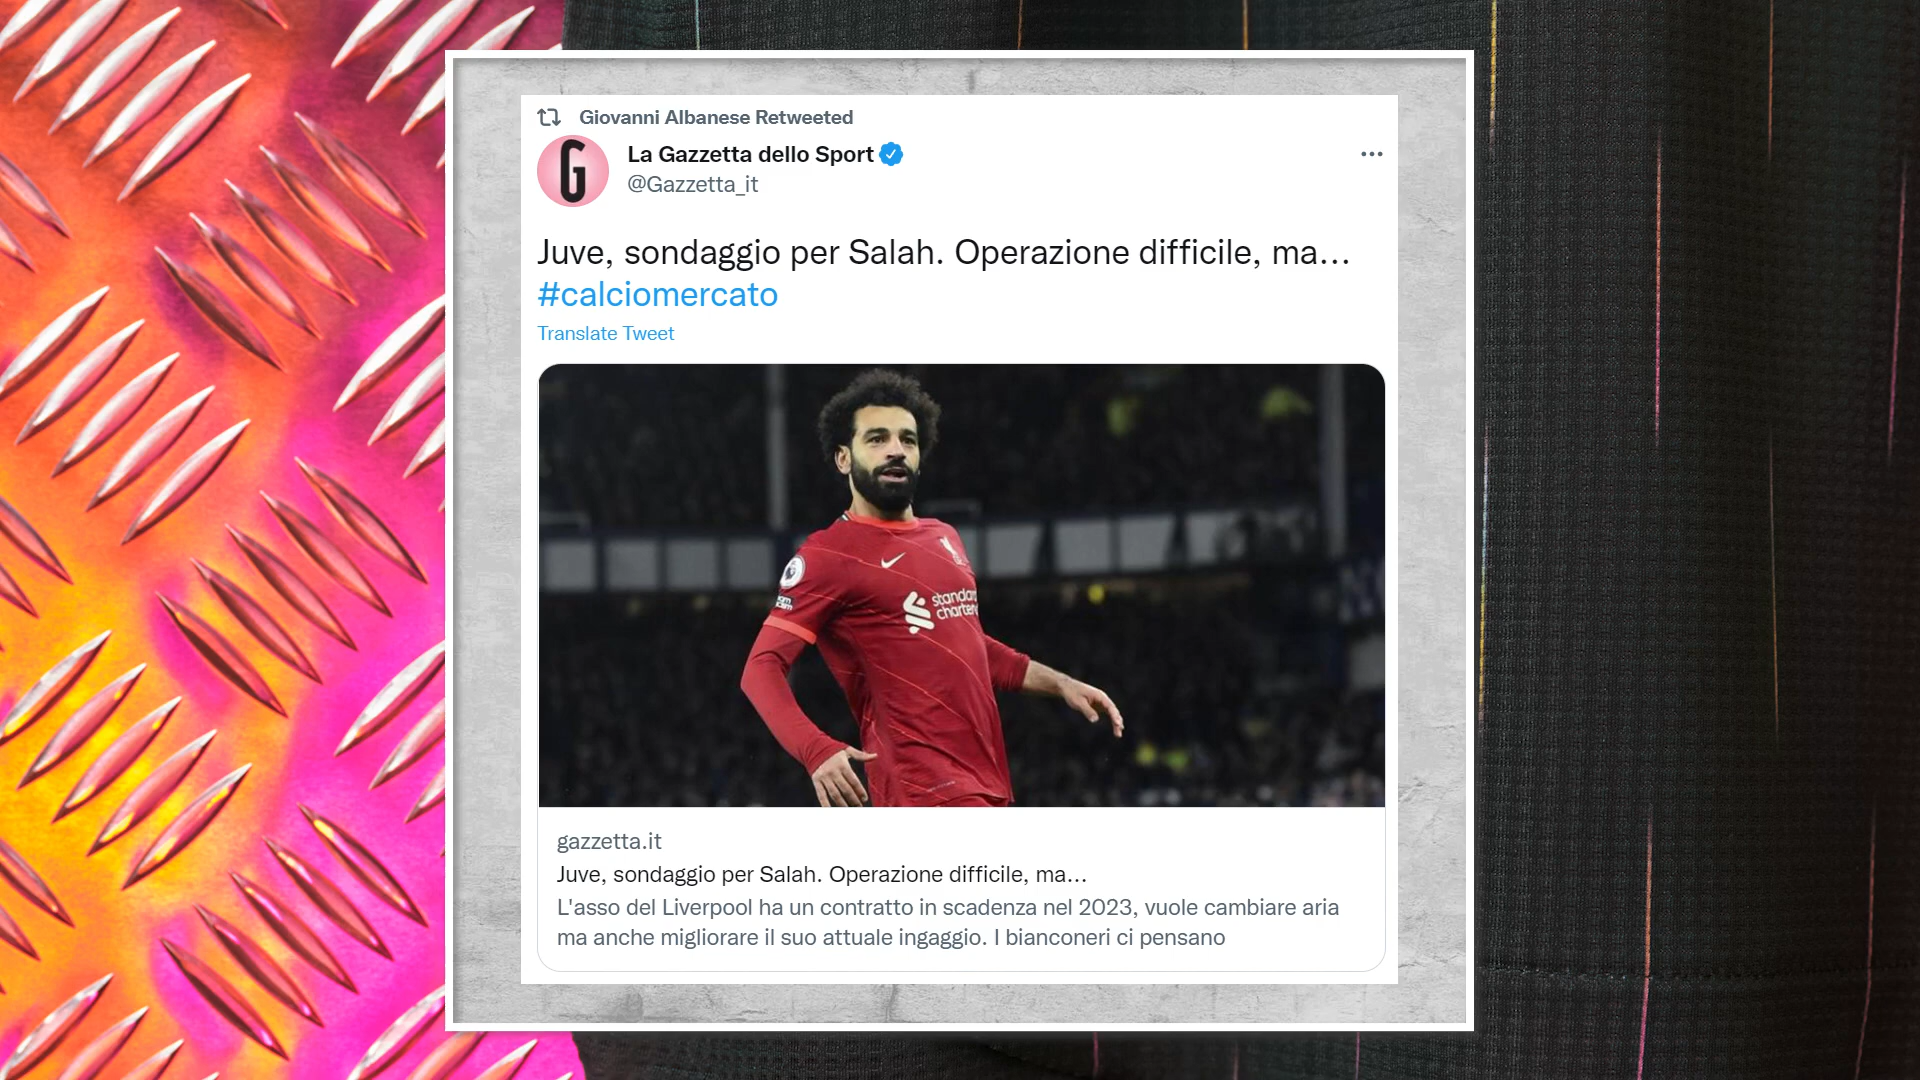 Giovanni Albanese Retweeted
G
La Gazzetta dello Sport
@Gazzetta_it
Juve, sondaggio per Salah. Operazione difficile, ma…
#calciomercato
Translate Tweet
standard
chartere
gazzetta.it
Juve, sondaggio per Salah. Operazione difficile, ma…
L'asso del Liverpool ha un contratto in scadenza nel 2023, vuole cambiare aria
ma anche migliorare il suo attuale ingaggio. I bianconeri ci pensano